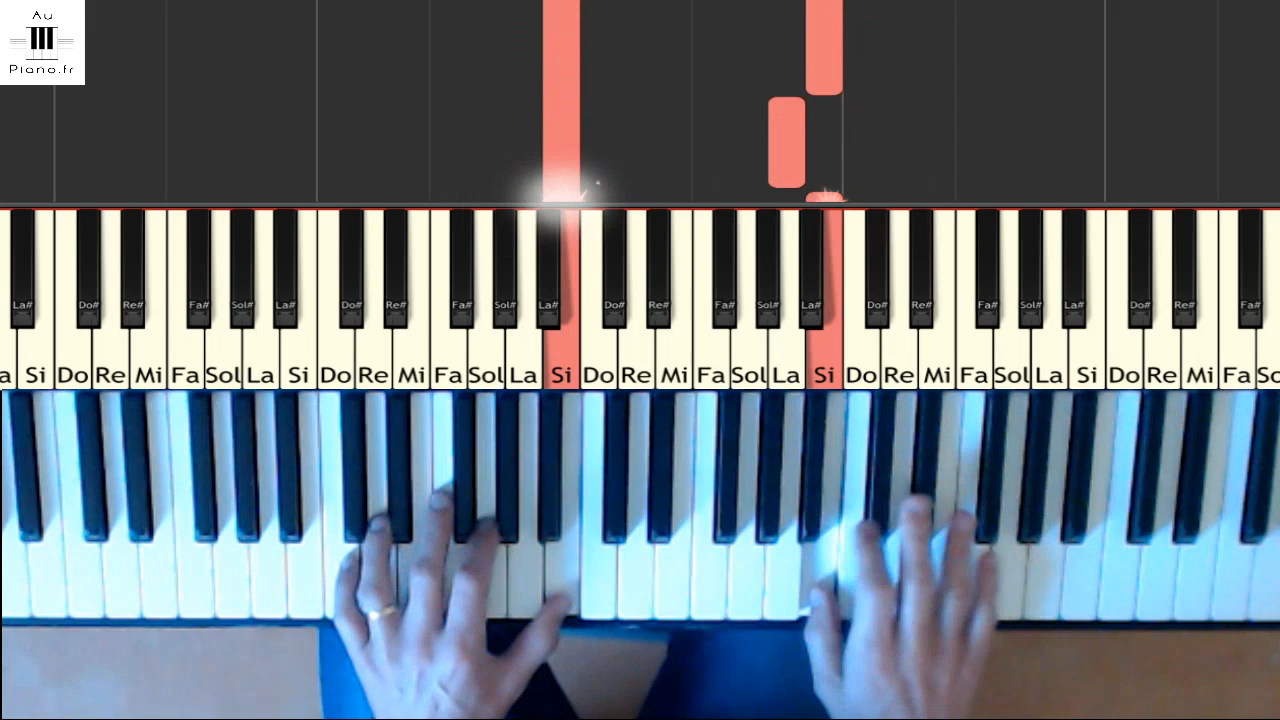 Au
Piano.fr
La# Do# Re# Fa# Sol# La# Do# Re# Fa# Sol# La# Do# Re# Fa# Sol# La# Do# Re# Fa# Sol# La# Do# Re# Fa#
a Si Do Re Mi Fa Sol La Si Do Re Mi Fa Sol La Si Do Re Mi Fa Sol La Si Do Re Mi Fa Sol La Si Do Re Mi Fa So